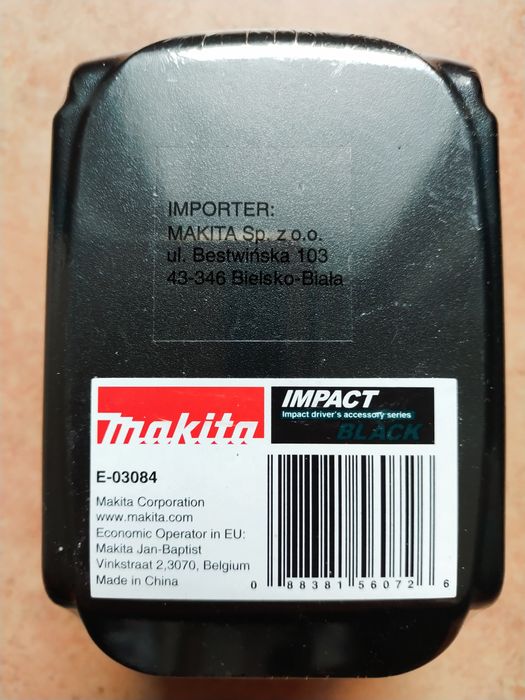 IMPORTER:
MAKITA Sp. z o.o.
ul. Bestwińska 103
43-346 Bielsko-Biała
makita
IMPACT
Impact driver's accessory series
BLACK
E-03084
Makita Corporation
www.makita.com
Economic Operator in EU:
Makita Jan-Baptist
Vinkstraat 2,3070, Belgium
Made in China
0 88381 56072 6